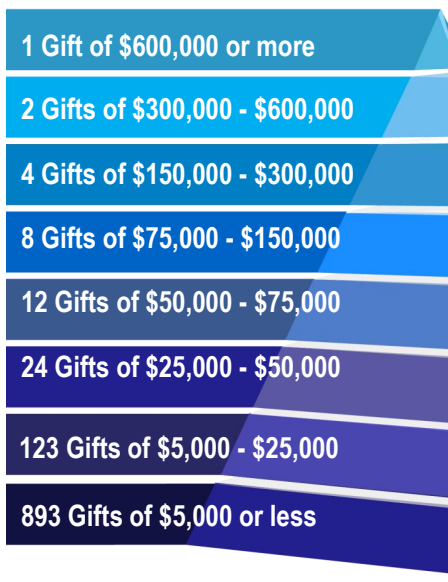 1 Gift of $600,000 or more
2 Gifts of $300,000 - $600,000
4 Gifts of $150,000 - $300,000
8 Gifts of $75,000 - $150,000
12 Gifts of $50,000 - $75,000
24 Gifts of $25,000 - $50,000
123 Gifts of $5,000 - $25,000
893 Gifts of $5,000 or less